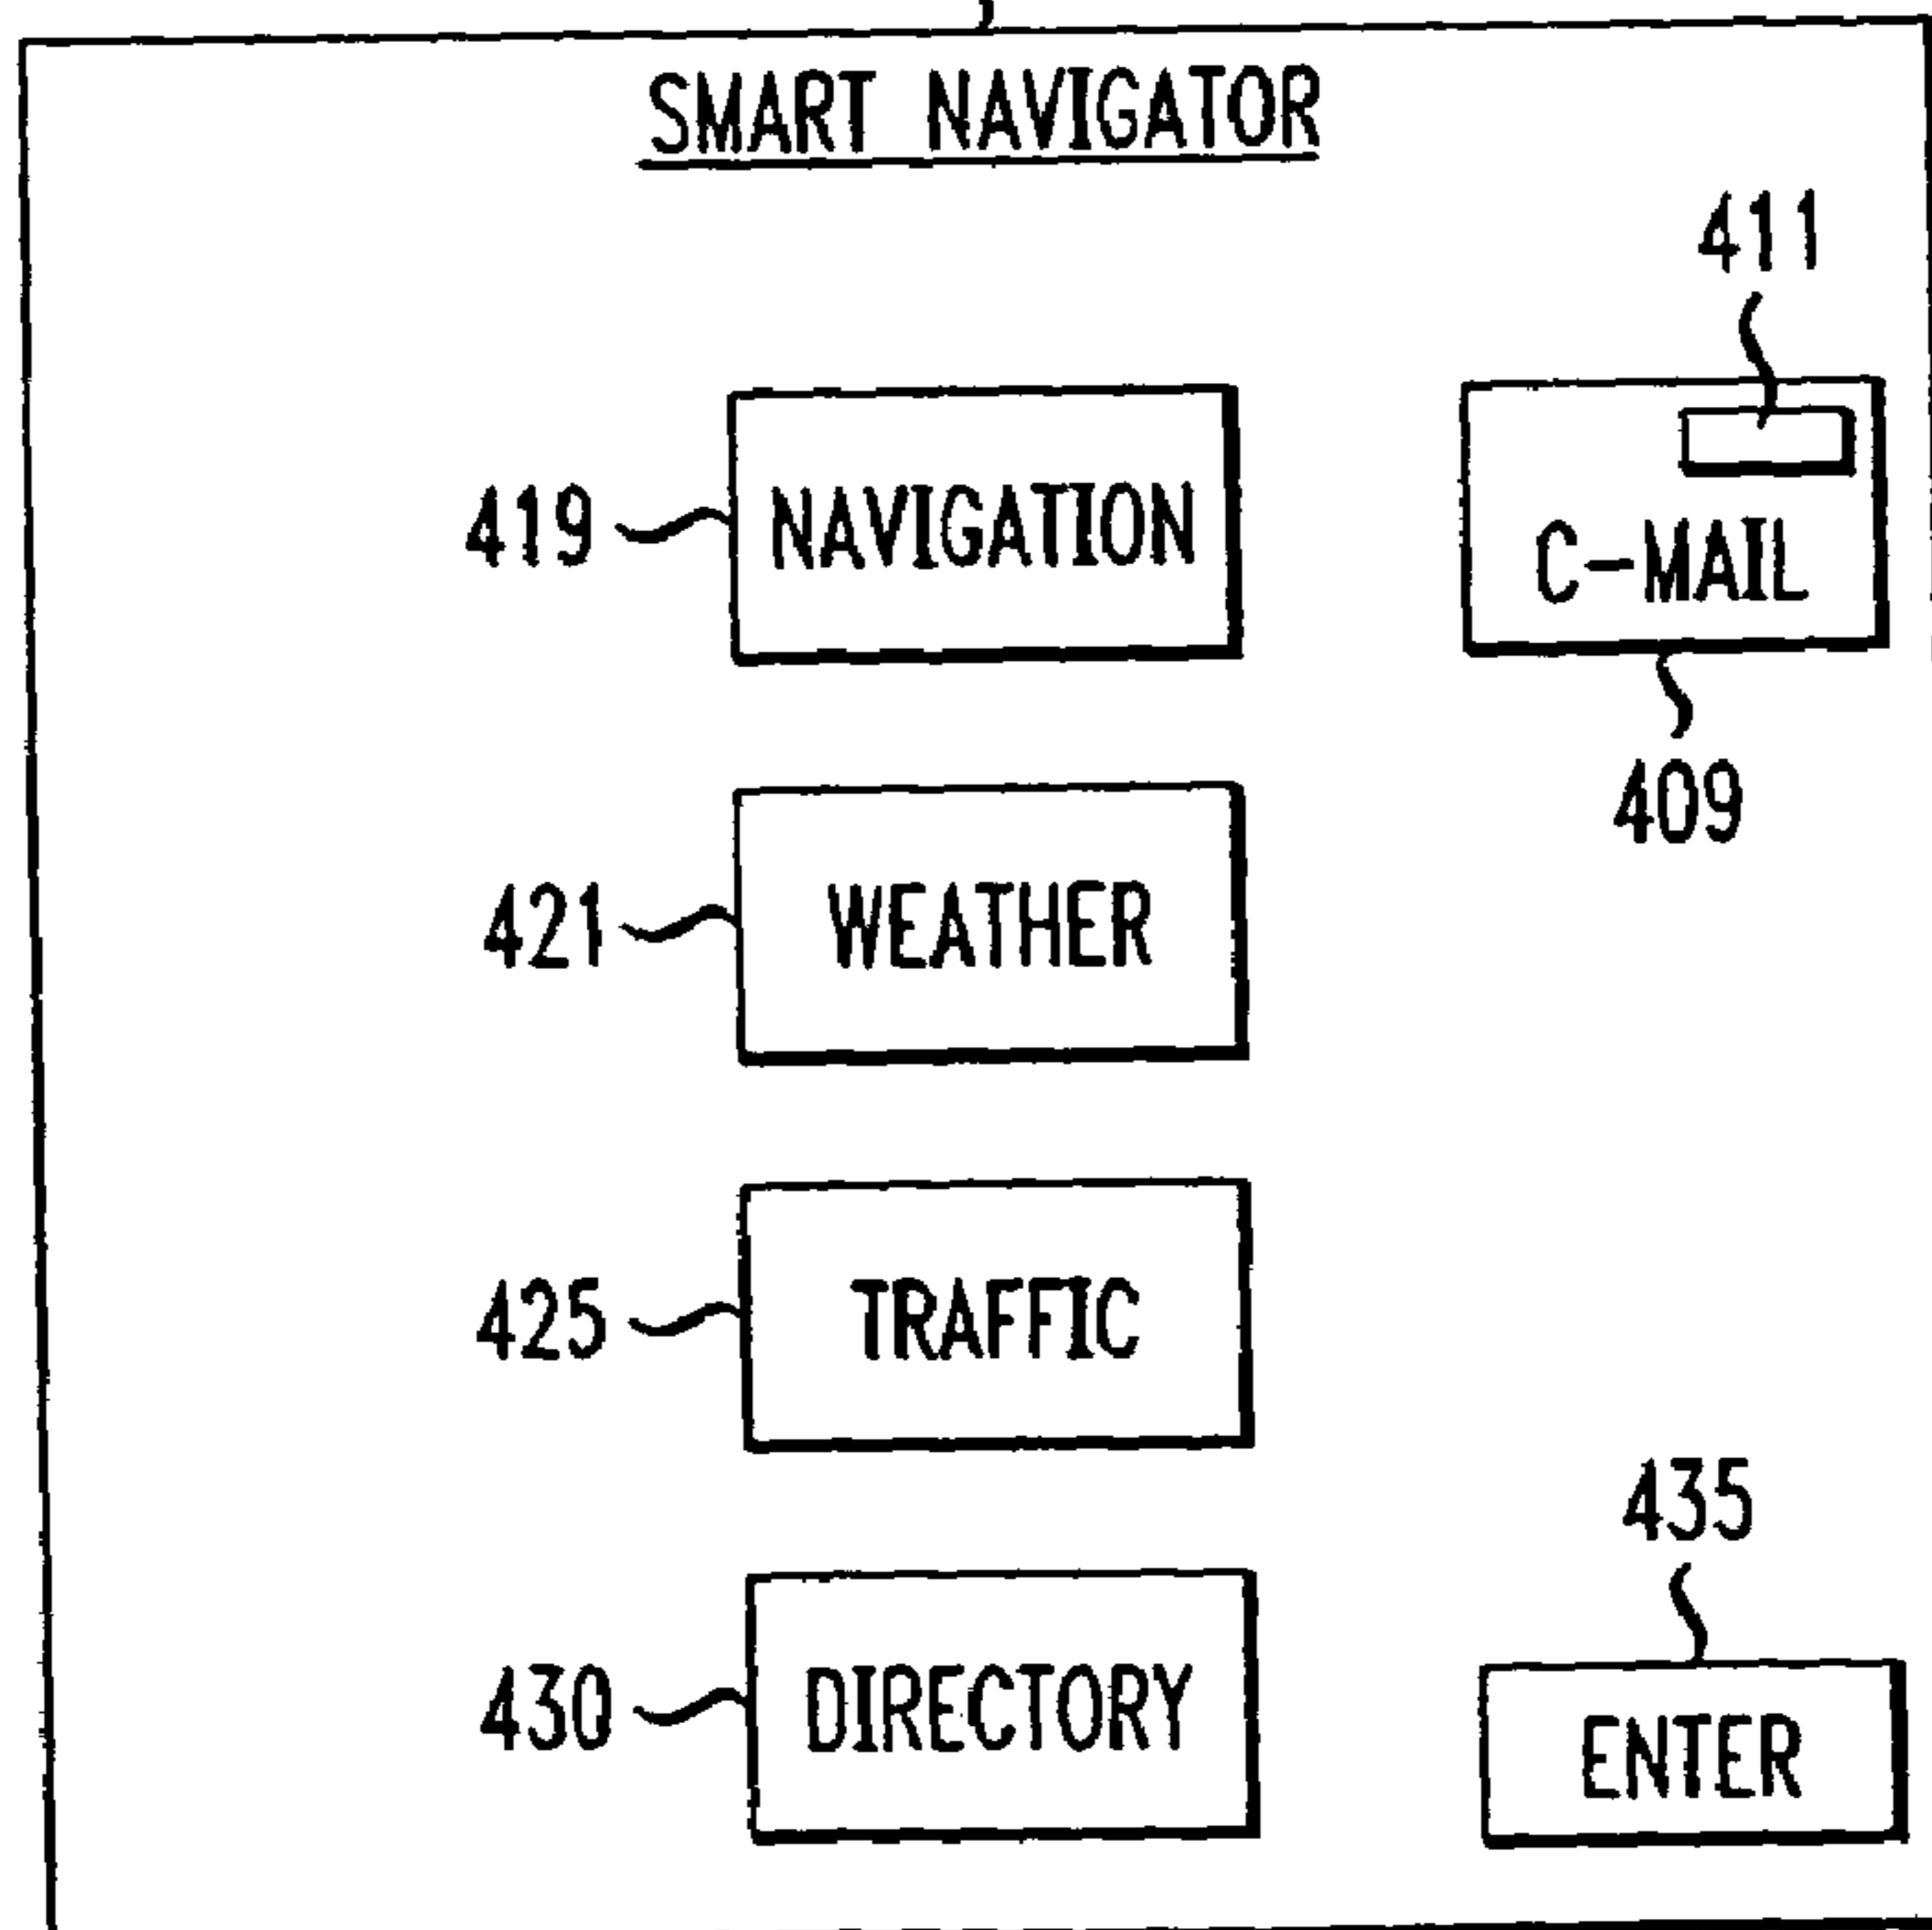 SMART NAVIGATOR
411
419 NAVIGATION
C-MAIL
409
421 WEATHER
425 TRAFFIC
435
430 DIRECTORY
ENTER